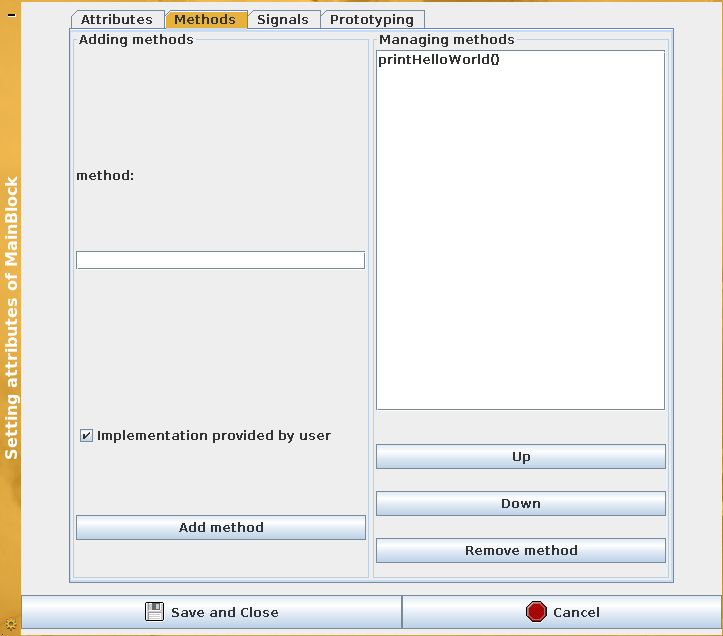 Setting attributes of MainBlock
Attributes
Methods
Signals
Prototyping
Adding methods
method:
Implementation provided by user
Add method
Managing methods
printHelloWorld()
Up
Down
Remove method
Save and Close
Cancel